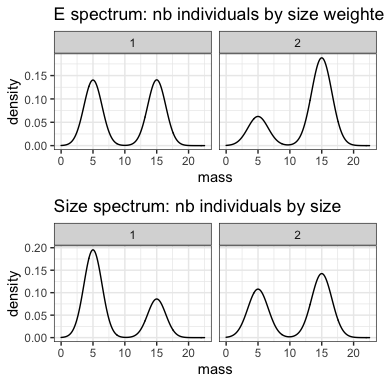 E spectrum: nb individuals by size weighte
1 2
0.15
0.10
0.05
0.00
density
0 5 10 15 20 0 5 10 15 20
mass
Size spectrum: nb individuals by size
1 2
0.20
0.15
0.10
0.05
0.00
density
0 5 10 15 20 0 5 10 15 20
mass